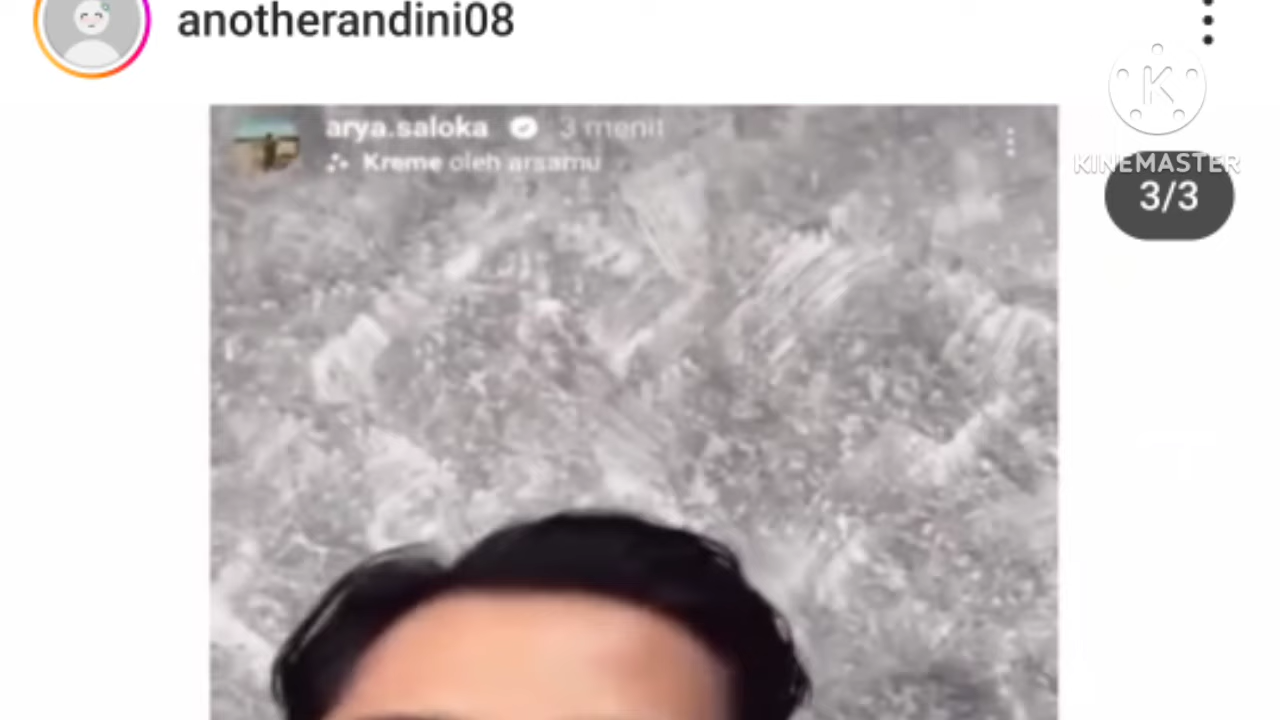 anotherandini08
arya.saloka 3 menit
Kreme oleh arsamu
K
KINEMASTER
3/3